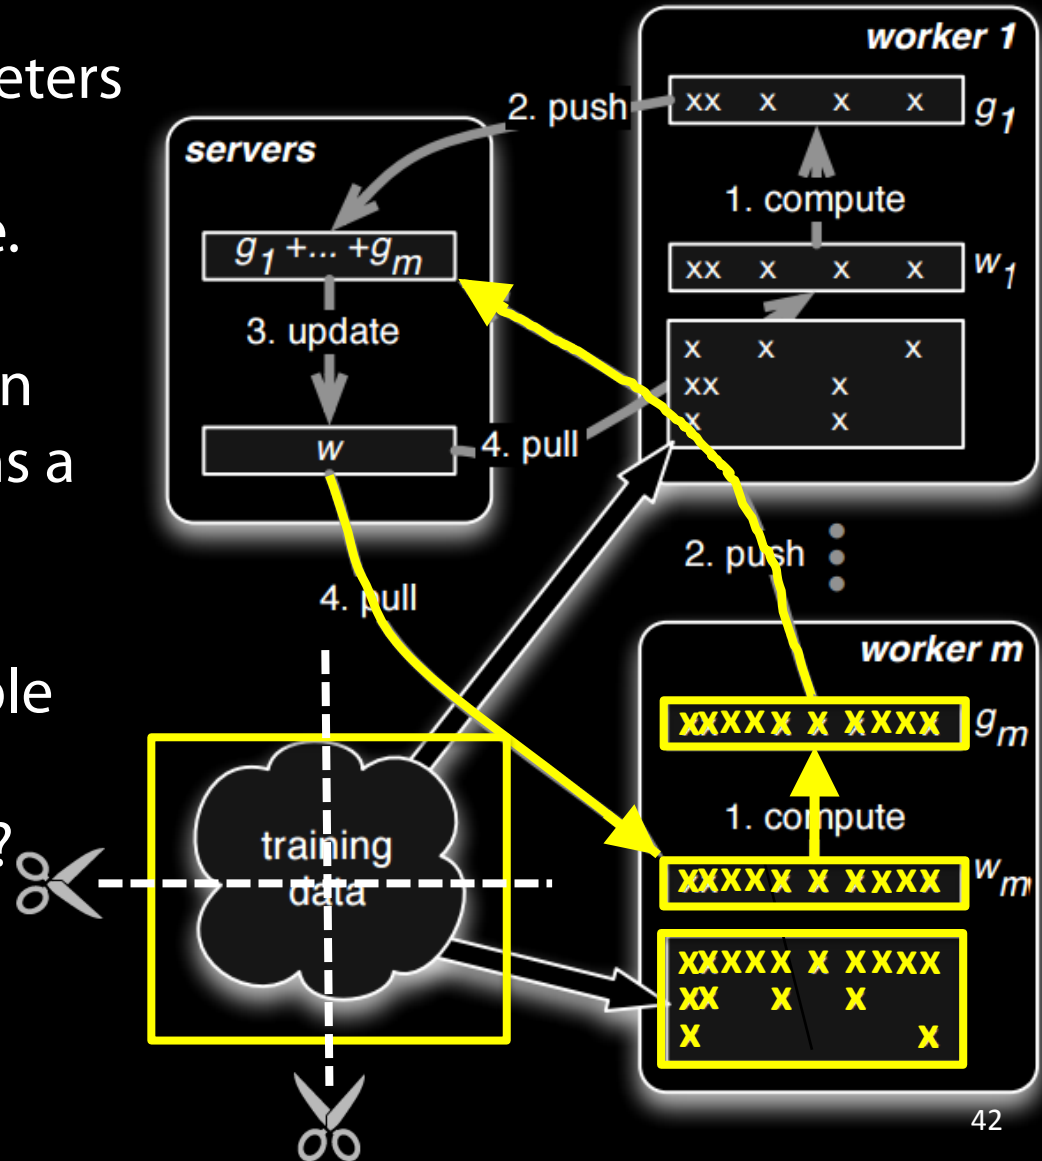 eters
e.
n
as a
ole
?
servers
g1 +... +gm
3. update
w
2. push
4. pull
4. pull
training
data
worker 1
xx x x x g1
1. compute
xx x x x w1
x x x
xx x
x x
2. push
worker m
xxxxx x xxxx gm
1. compute
xxxxx x xxxx wm
xxxxx x xxxx
xx x x
x x
42